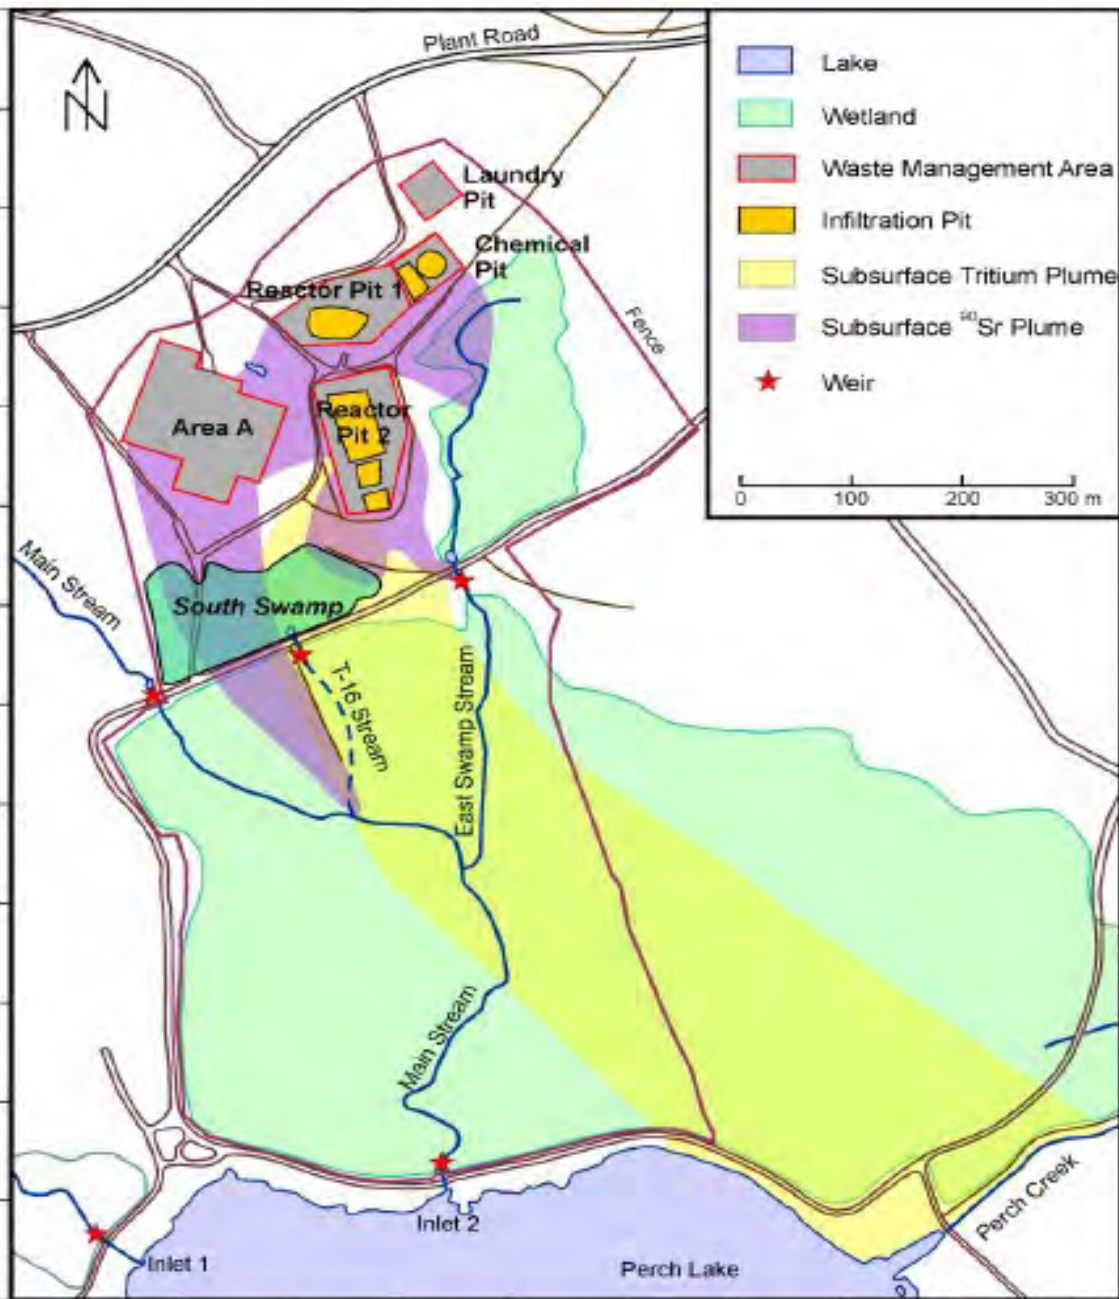 Plant Road
N
Lake
Wetland
Waste Management Area
Infiltration Pit
Subsurface Tritium Plume
Subsurface ⁹⁰Sr Plume
Weir
0 100 200 300 m
Laundry
Pit
Chemical
Pit
Reactor Pit 1
Fence
Area A
Reactor
Pit 2
Main Stream
South Swamp
T-16 Stream
East Swamp Stream
Main Stream
Perch Creek
Inlet 2
Inlet 1
Perch Lake